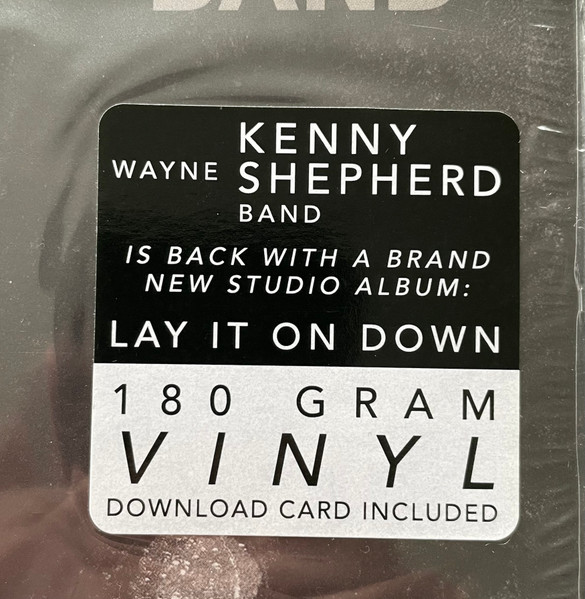 BAND
KENNY
WAYNE SHEPHERD
BAND
IS BACK WITH A BRAND
NEW STUDIO ALBUM:
LAY IT ON DOWN
180 GRAM
VINYL
DOWNLOAD CARD INCLUDED